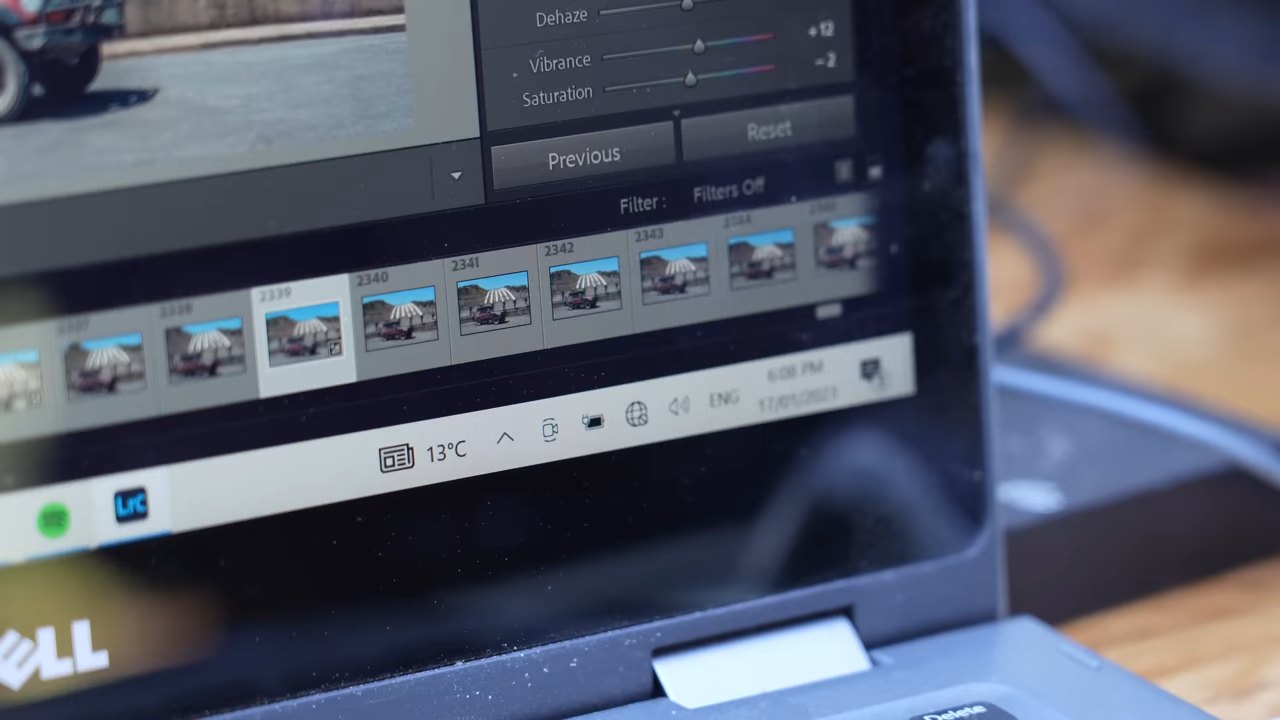 Dehaze
Vibrance +12
Saturation -2
Previous Reset
Filter : Filters Off
2338 2339 2340 2341 2342 2343 2344
13°C ENG 6:08 PM
17/01/2023
LrC
DELL
Delete